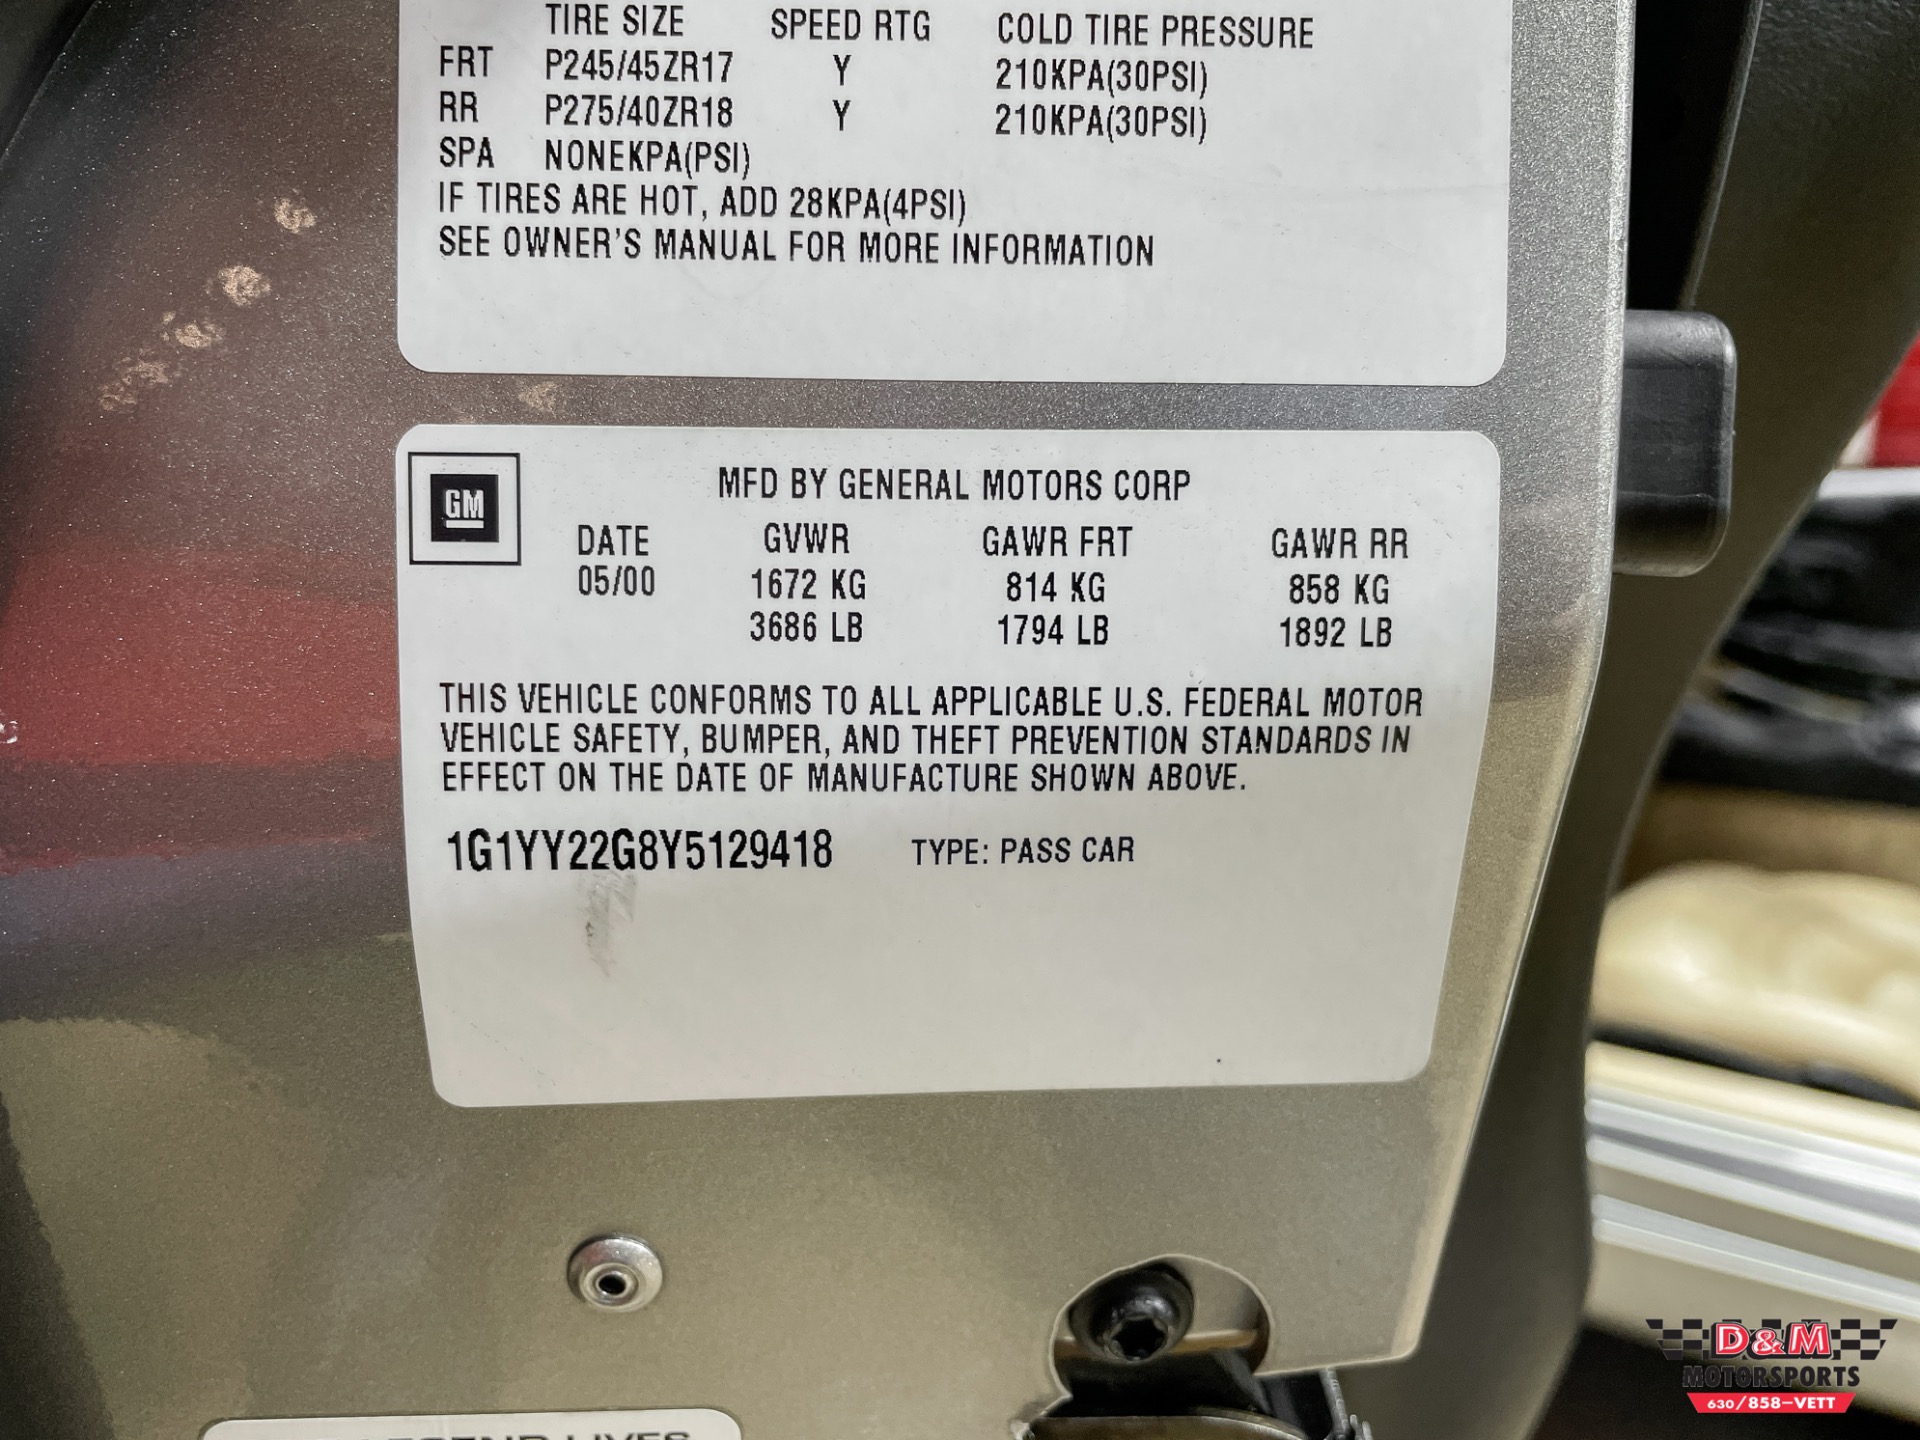 TIRE SIZE SPEED RTG COLD TIRE PRESSURE
FRT P245/45ZR17 Y 210KPA(30PSI)
RR P275/40ZR18 Y 210KPA(30PSI)
SPA NONEKPA(PSI)
IF TIRES ARE HOT, ADD 28KPA(4PSI)
SEE OWNER'S MANUAL FOR MORE INFORMATION
GM
MFD BY GENERAL MOTORS CORP
DATE GVWR GAWR FRT GAWR RR
05/00 1672 KG 814 KG 858 KG
3686 LB 1794 LB 1892 LB
THIS VEHICLE CONFORMS TO ALL APPLICABLE U.S. FEDERAL MOTOR
VEHICLE SAFETY, BUMPER, AND THEFT PREVENTION STANDARDS IN
EFFECT ON THE DATE OF MANUFACTURE SHOWN ABOVE.
1G1YY22G8Y5129418 TYPE: PASS CAR
LIVES
D&M
MOTORSPORTS
630/858-VETT